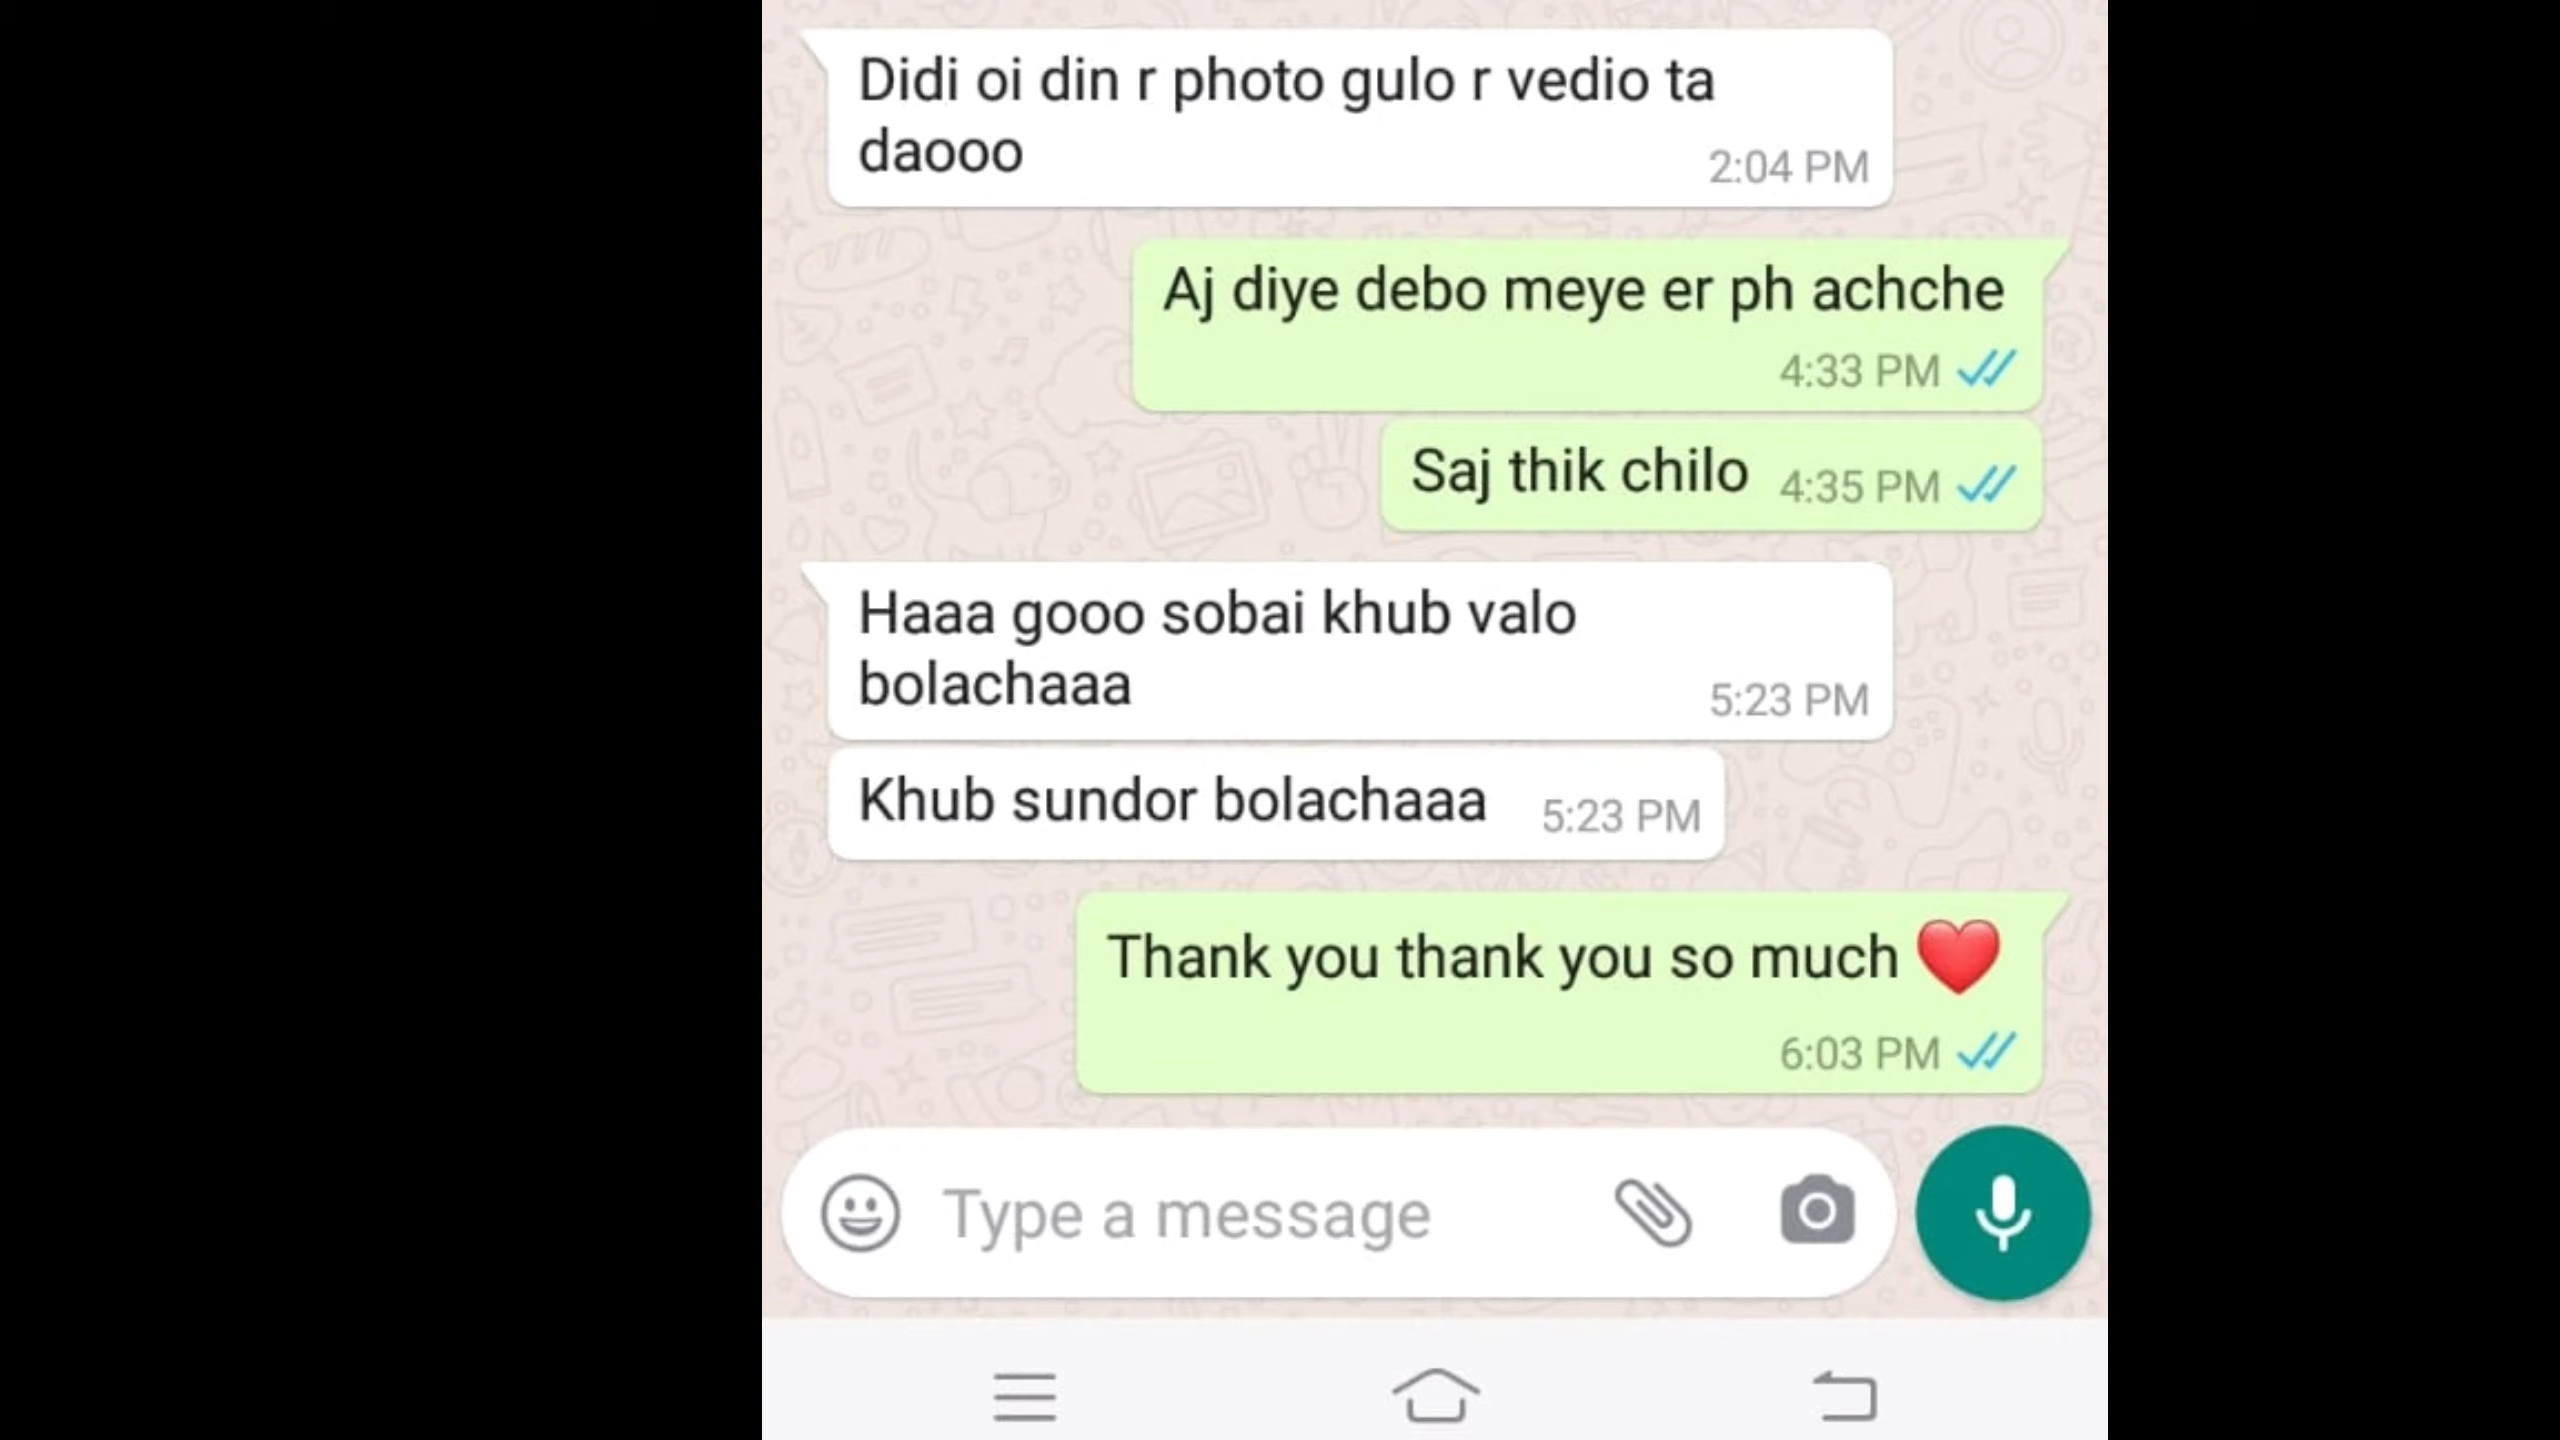 Didi oi din r photo gulo r vedio ta
daooo
2:04 PM
Aj diye debo meye er ph achche
4:33 PM
Saj thik chilo 4:35 PM
Haaa gooo sobai khub valo
bolachaaa
5:23 PM
Khub sundor bolachaaa 5:23 PM
Thank you thank you so much ❤️
6:03 PM
Type a message